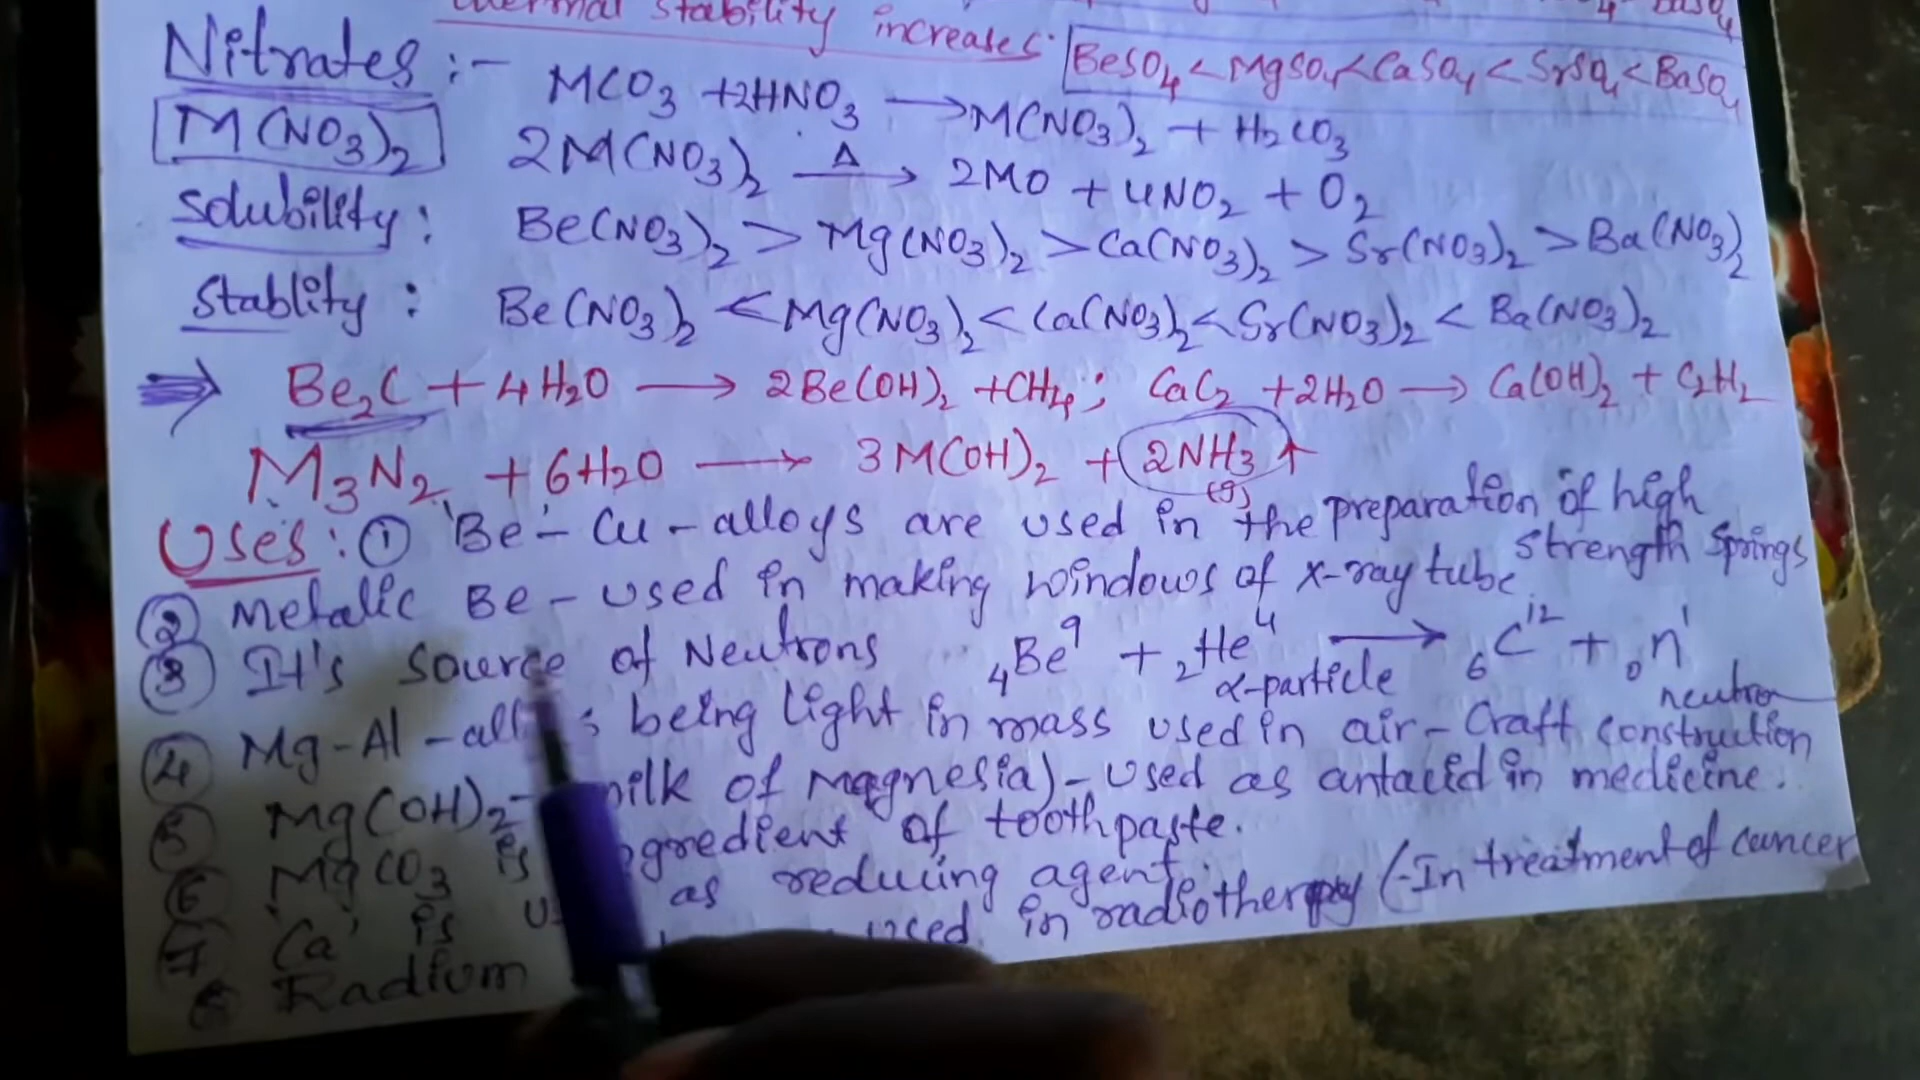 thermal stability increases.
BeSO4 < MgSO4 < CaSO4 < SrSO4 < BaSO4
Nitrates :-
MCO3 + 2HNO3 → M(NO3)2 + H2CO3
M(NO3)2
2M(NO3)2 Δ→ 2MO + 4NO2 + O2
Solubility : Be(NO3)2 > Mg(NO3)2 > Ca(NO3)2 > Sr(NO3)2 > Ba(NO3)2
Stablity : Be(NO3)2 < Mg(NO3)2 < Ca(NO3)2 < Sr(NO3)2 < Ba(NO3)2
⇒ Be2C + 4H2O → 2Be(OH)2 + CH4 ; CaC2 + 2H2O → Ca(OH)2 + C2H2
M3N2 + 6H2O → 3M(OH)2 + 2NH3 ↑
(g)
Uses : ① 'Be' - Cu - alloys are used in the preparation of high strength springs
② Metalic Be - used in making windows of x-ray tube.
③ It's source of Neutrons 4Be9 + 2He4 → 6C12 + 0n1
α-particle neutron
④ Mg-Al - all s being light in mass used in air-craft construction
⑤ Mg(OH)2 - milk of magnesia) - used as antacid in medicine.
⑥ MgCO3 is ingredient of toothpaste.
⑦ 'Ca' is us as reducing agent.
⑧ Radium used in radiotherapy (-In treatment of cancer